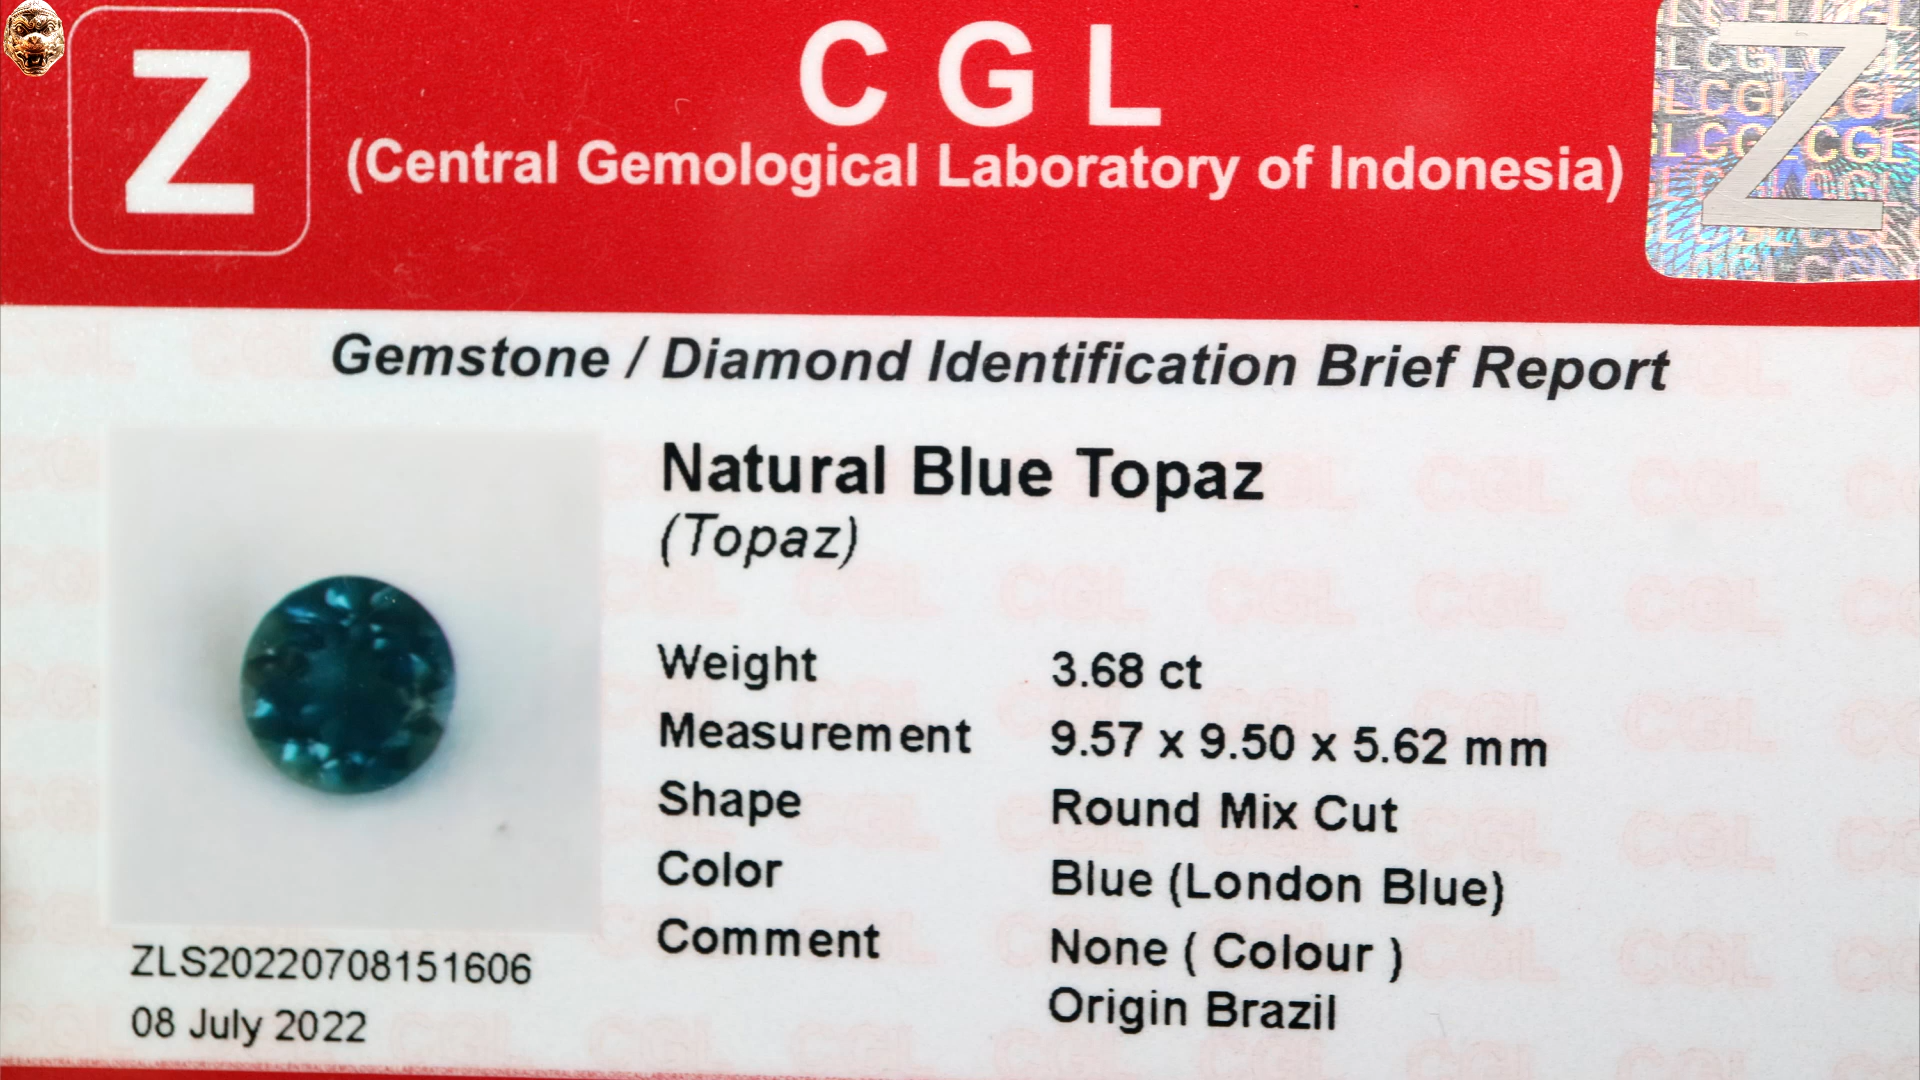 Z
C G L
(Central Gemological Laboratory of Indonesia)
Z
Gemstone / Diamond Identification Brief Report
Natural Blue Topaz
(Topaz)
Weight 3.68 ct
Measurement 9.57 x 9.50 x 5.62 mm
Shape Round Mix Cut
Color Blue (London Blue)
Comment None ( Colour )
Origin Brazil
ZLS20220708151606
08 July 2022